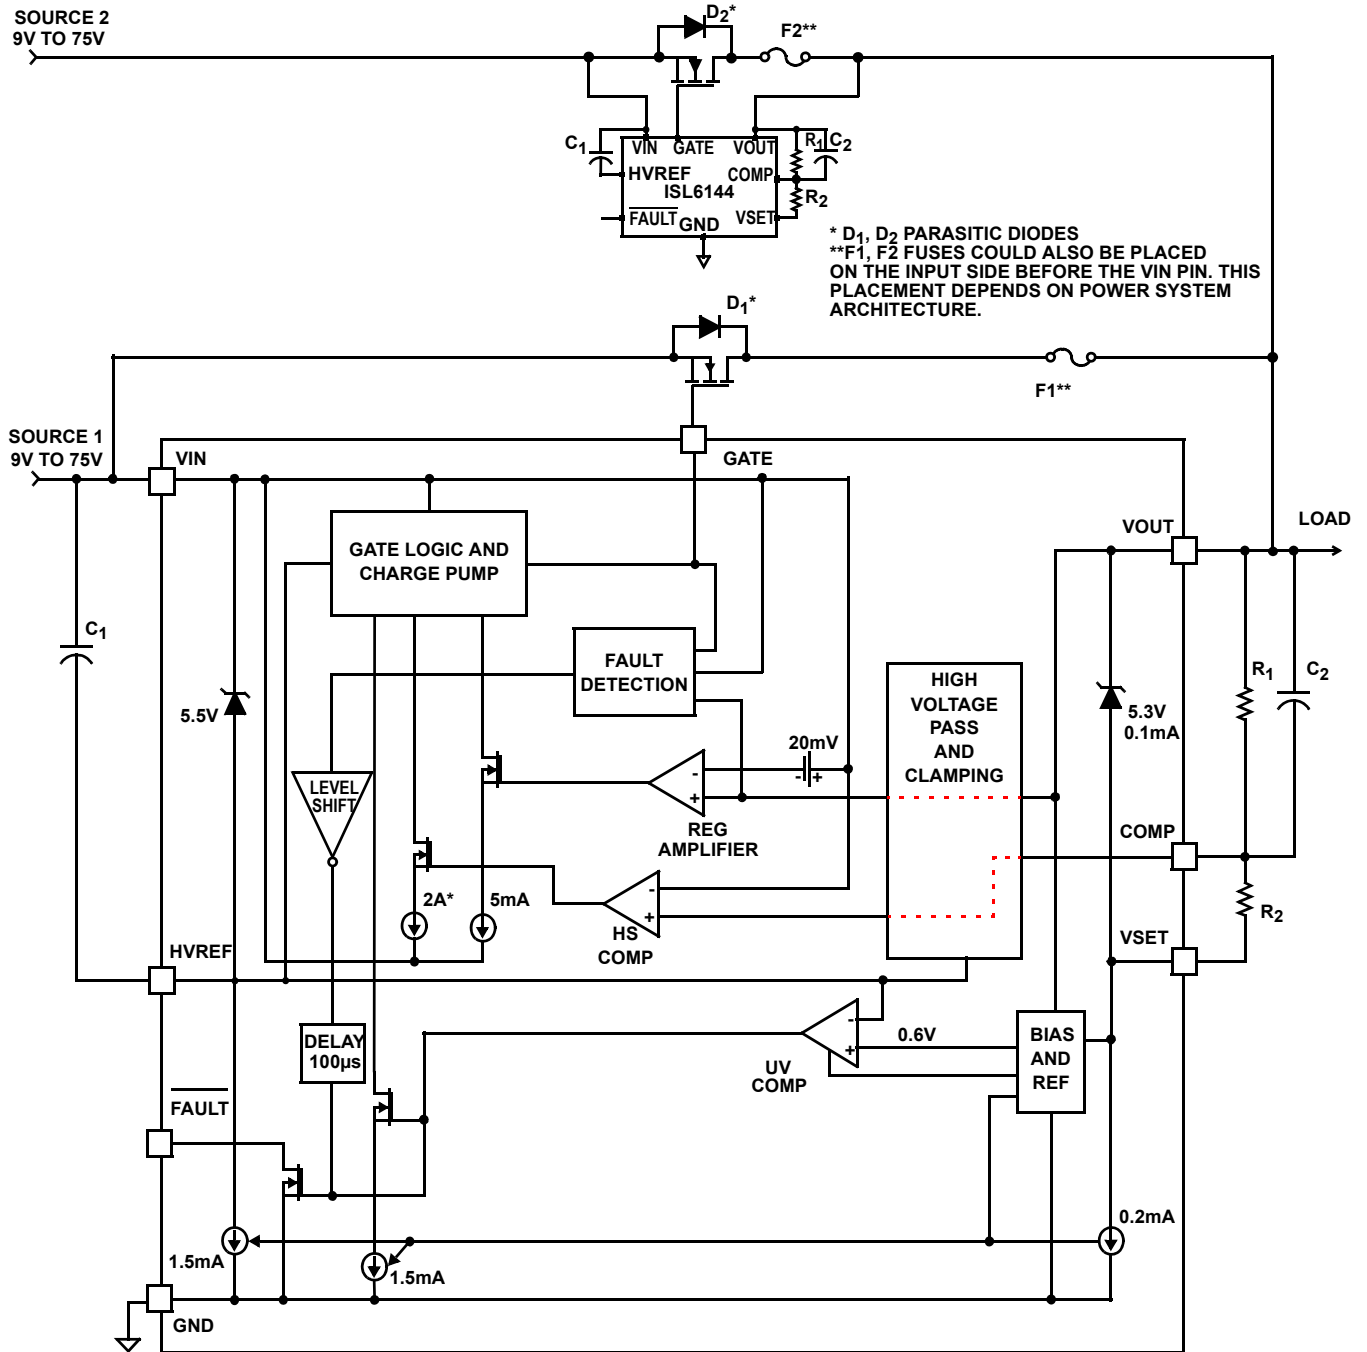 SOURCE 2
9V TO 75V
D2*
F2**
C1
VIN GATE VOUT
R1
C2
HVREF
COMP
ISL6144
R2
FAULT
GND
VSET
* D1, D2 PARASITIC DIODES
**F1, F2 FUSES COULD ALSO BE PLACED
ON THE INPUT SIDE BEFORE THE VIN PIN. THIS
PLACEMENT DEPENDS ON POWER SYSTEM
ARCHITECTURE.
D1*
F1**
SOURCE 1
9V TO 75V
VIN
GATE
VOUT
LOAD
GATE LOGIC AND
CHARGE PUMP
C1
FAULT
DETECTION
HIGH
VOLTAGE
PASS
AND
CLAMPING
R1
C2
5.5V
5.3V
0.1mA
20mV
- +
LEVEL
SHIFT
-
+
REG
AMPLIFIER
COMP
2A*
5mA
-
+
HS
COMP
R2
HVREF
VSET
DELAY
100µs
-
+
0.6V
UV
COMP
BIAS
AND
REF
FAULT
0.2mA
1.5mA
1.5mA
GND